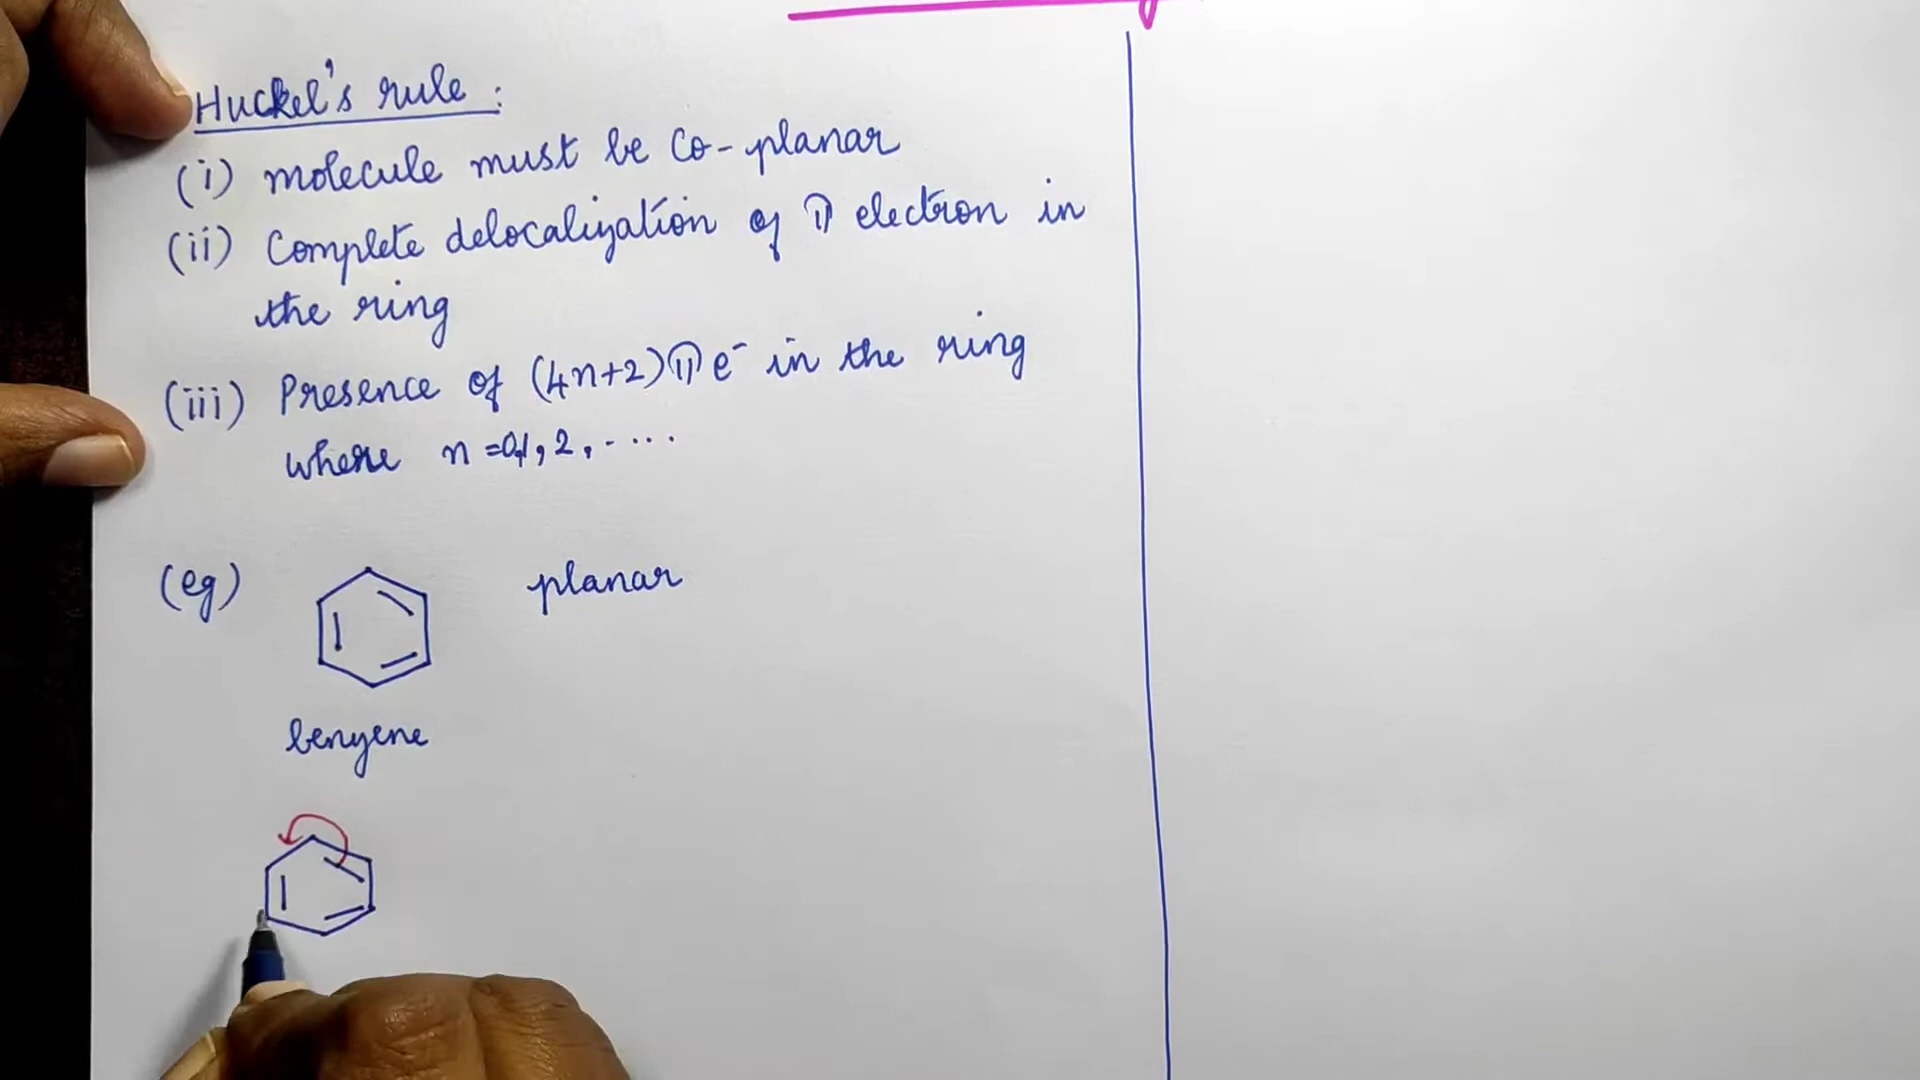 Huckel's rule :
(i) molecule must be co-planar
(ii) Complete delocalization of π electron in
the ring
(iii) Presence of (4n+2)π e⁻ in the ring
where n=0,1,2,.....
(eg) planar
benzene